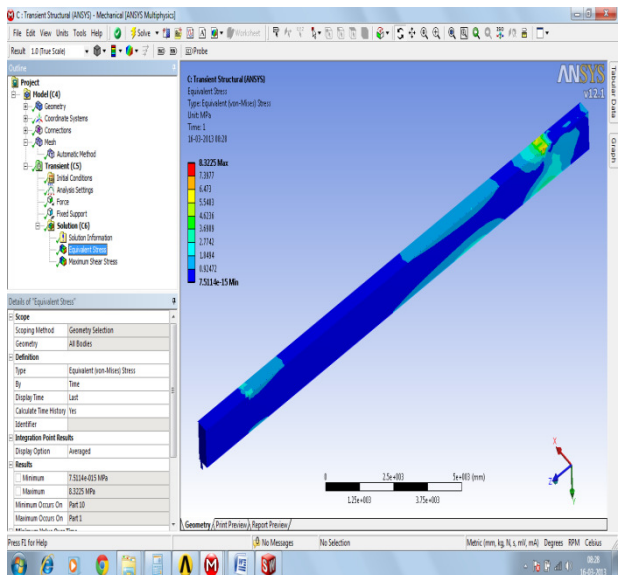 C : Transient Structural (ANSYS) - Mechanical [ANSYS Multiphysics]
File Edit View Units Tools Help Solve Worksheet
Result 1.0 (True Scale) Probe
Outline
Project
Model (C4)
Geometry
Coordinate Systems
Connections
Mesh
Automatic Method
Transient (C5)
Initial Conditions
Analysis Settings
Force
Fixed Support
Solution (C6)
Solution Information
Equivalent Stress
Maximum Shear Stress
Details of "Equivalent Stress"
Scope
Scoping Method Geometry Selection
Geometry All Bodies
Definition
Type Equivalent (von-Mises) Stress
By Time
Display Time Last
Calculate Time History Yes
Identifier
Integration Point Results
Display Option Averaged
Results
Minimum 7.5114e-015 MPa
Maximum 8.3225 MPa
Minimum Occurs On Part 10
Maximum Occurs On Part 1
Minimum Value Over Time
C: Transient Structural (ANSYS)
Equivalent Stress
Type: Equivalent (von-Mises) Stress
Unit: MPa
Time: 1
16-03-2013 08:28
8.3225 Max
7.3977
6.473
5.5483
4.6236
3.6988
2.7742
1.8494
0.92472
7.5114e-15 Min
ANSYS
v12.1
Tabular Data
Graph
0 2.5e+003 5e+003 (mm)
1.25e+003 3.75e+003
X
Y
Z
Geometry Print Preview Report Preview
Press F1 for Help No Messages No Selection Metric (mm, kg, N, s, mV, mA) Degrees RPM Celsius
08:28
16-03-2013